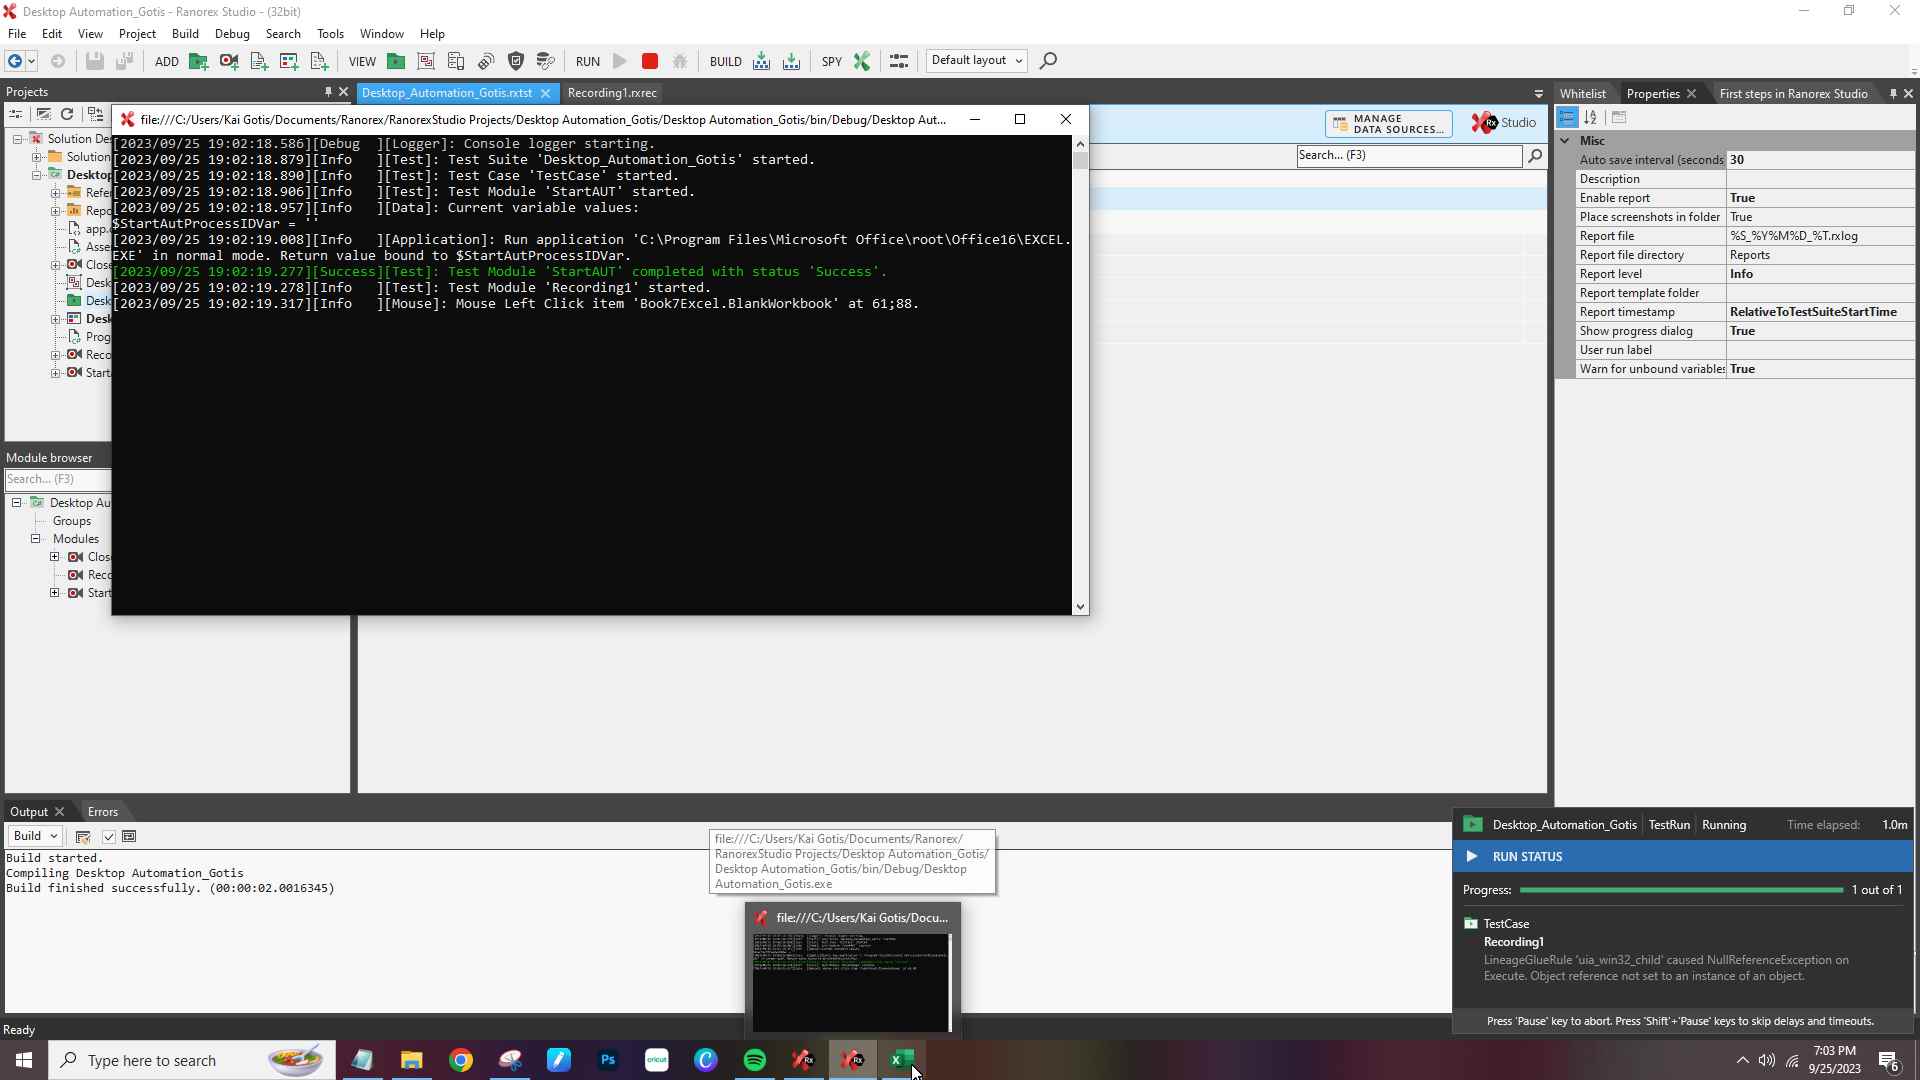 Desktop Automation_Gotis - Ranorex Studio - (32bit)
File Edit View Project Build Debug Search Tools Window Help
ADD VIEW RUN BUILD SPY Default layout
Projects
Desktop_Automation_Gotis.rxtst Recording1.rxrec
Whitelist Properties First steps in Ranorex Studio
file:///C:/Users/Kai Gotis/Documents/Ranorex/RanorexStudio Projects/Desktop Automation_Gotis/Desktop Automation_Gotis/bin/Debug/Desktop Aut...
MANAGE
DATA SOURCES...
Rx Studio
Search... (F3)
Solution De
Solution
Desktop
Refer
Repo
app.
Asse
Close
Desk
Desk
Desk
Prog
Reco
Start
[2023/09/25 19:02:18.586][Debug ][Logger]: Console logger starting.
[2023/09/25 19:02:18.879][Info ][Test]: Test Suite 'Desktop_Automation_Gotis' started.
[2023/09/25 19:02:18.890][Info ][Test]: Test Case 'TestCase' started.
[2023/09/25 19:02:18.906][Info ][Test]: Test Module 'StartAUT' started.
[2023/09/25 19:02:18.957][Info ][Data]: Current variable values:
$StartAutProcessIDVar = ''
[2023/09/25 19:02:19.008][Info ][Application]: Run application 'C:\Program Files\Microsoft Office\root\Office16\EXCEL.
EXE' in normal mode. Return value bound to $StartAutProcessIDVar.
[2023/09/25 19:02:19.277][Success][Test]: Test Module 'StartAUT' completed with status 'Success'.
[2023/09/25 19:02:19.278][Info ][Test]: Test Module 'Recording1' started.
[2023/09/25 19:02:19.317][Info ][Mouse]: Mouse Left Click item 'Book7Excel.BlankWorkbook' at 61;88.
Misc
Auto save interval (seconds 30
Description
Enable report True
Place screenshots in folder True
Report file %S_%Y%M%D_%T.rxlog
Report file directory Reports
Report level Info
Report template folder
Report timestamp RelativeToTestSuiteStartTime
Show progress dialog True
User run label
Warn for unbound variables True
Module browser
Search... (F3)
Desktop Au
Groups
Modules
Clos
Reco
Start
Output Errors
Build
Build started.
Compiling Desktop Automation_Gotis
Build finished successfully. (00:00:02.0016345)
file:///C:/Users/Kai Gotis/Documents/Ranorex/
RanorexStudio Projects/Desktop Automation_Gotis/
Desktop Automation_Gotis/bin/Debug/Desktop
Automation_Gotis.exe
file:///C:/Users/Kai Gotis/Docu...
Desktop_Automation_Gotis TestRun Running Time elapsed: 1.0m
RUN STATUS
Progress: 1 out of 1
TestCase
Recording1
LineageGlueRule 'uia_win32_child' caused NullReferenceException on
Execute. Object reference not set to an instance of an object.
Press 'Pause' key to abort. Press 'Shift'+'Pause' keys to skip delays and timeouts.
Ready
Type here to search
Ps
cricut
Rx
Rx
7:03 PM
9/25/2023
6